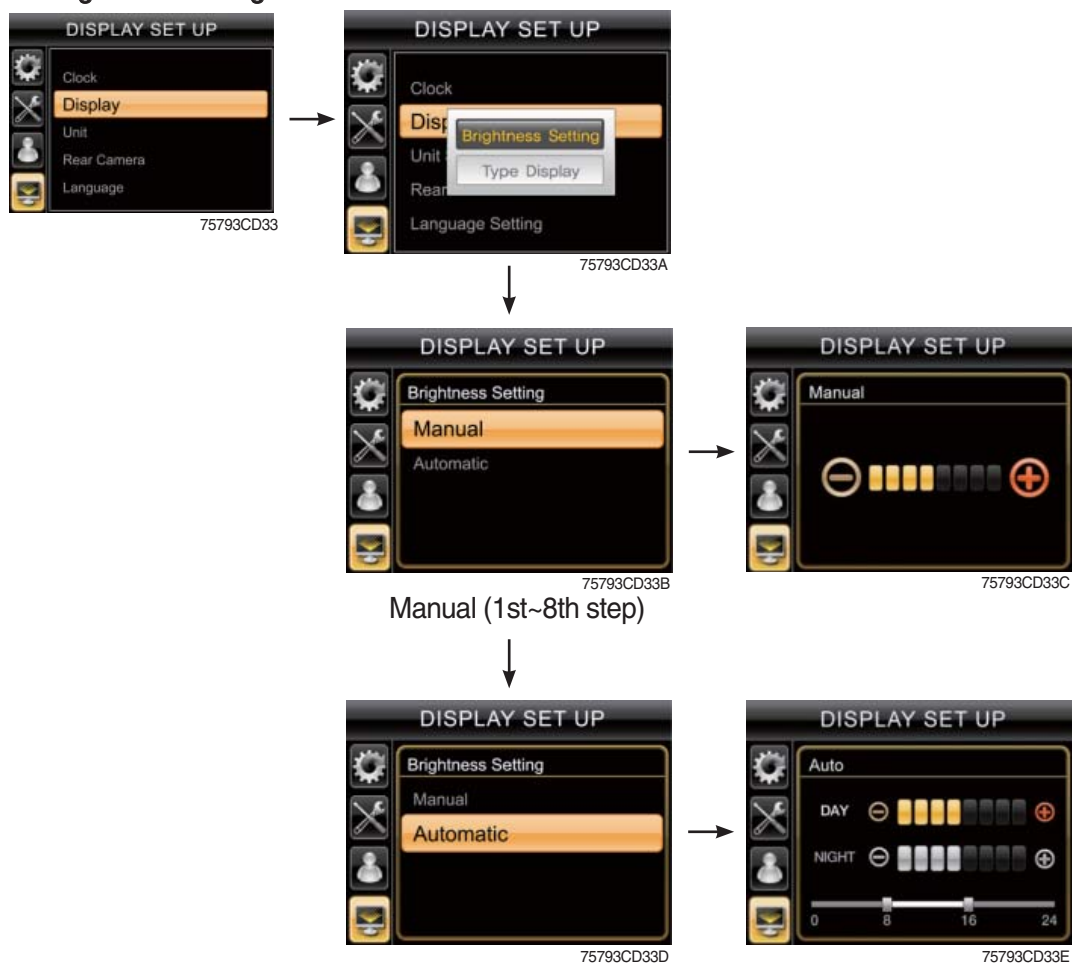 DISPLAY SET UP
Clock
Display
Unit
Rear Camera
Language
75793CD33
DISPLAY SET UP
Clock
Brightness Setting
Type Display
Unit
Rear
Language Setting
75793CD33A
DISPLAY SET UP
Brightness Setting
Manual
Automatic
75793CD33B
Manual (1st~8th step)
DISPLAY SET UP
Manual
75793CD33C
DISPLAY SET UP
Brightness Setting
Manual
Automatic
75793CD33D
DISPLAY SET UP
Auto
DAY
NIGHT
0 8 16 24
75793CD33E